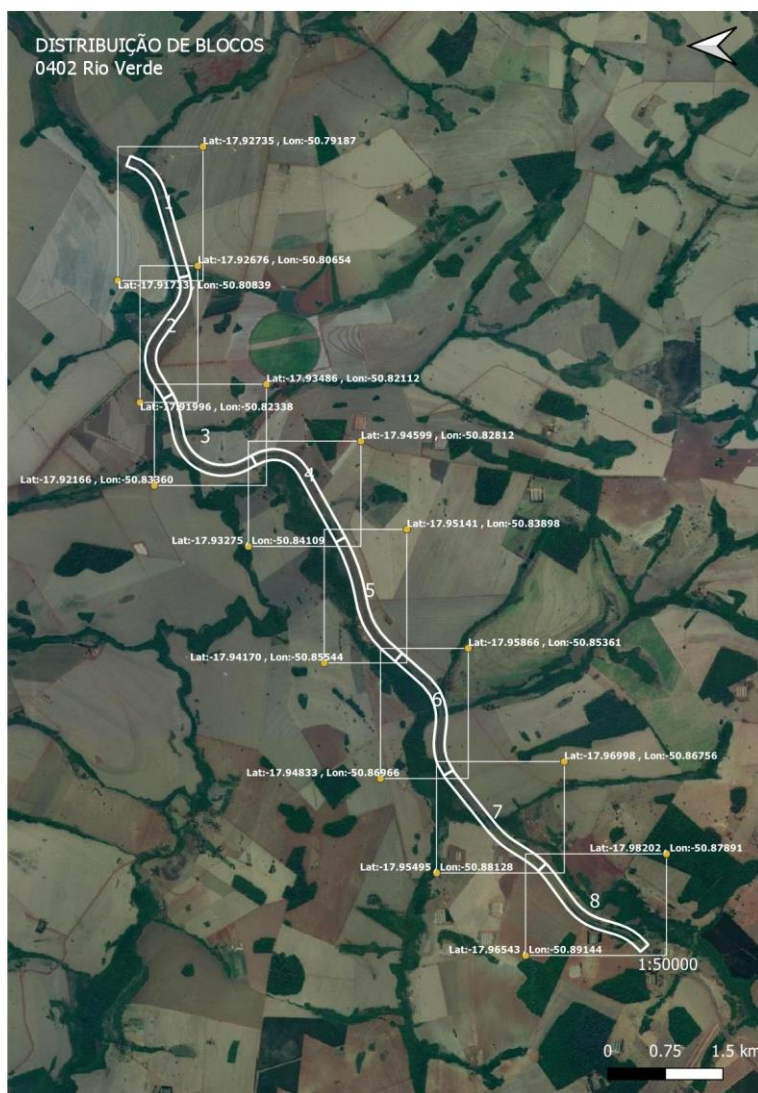 DISTRIBUIÇÃO DE BLOCOS
0402 Rio Verde
Lat:-17.92735 , Lon:-50.79187
1
Lat:-17.92676 , Lon:-50.80654
Lat:-17.91733 , Lon:-50.80839
2
Lat:-17.93486 , Lon:-50.82112
Lat:-17.91996 , Lon:-50.82338
3
Lat:-17.94599 , Lon:-50.82812
4
Lat:-17.92166 , Lon:-50.83360
Lat:-17.95141 , Lon:-50.83898
Lat:-17.93275 , Lon:-50.84109
5
Lat:-17.95866 , Lon:-50.85361
Lat:-17.94170 , Lon:-50.85544
6
Lat:-17.96998 , Lon:-50.86756
Lat:-17.94833 , Lon:-50.86966
7
Lat:-17.98202 , Lon:-50.87891
Lat:-17.95495 , Lon:-50.88128
8
Lat:-17.96543 , Lon:-50.89144
1:50000
0 0.75 1.5 km